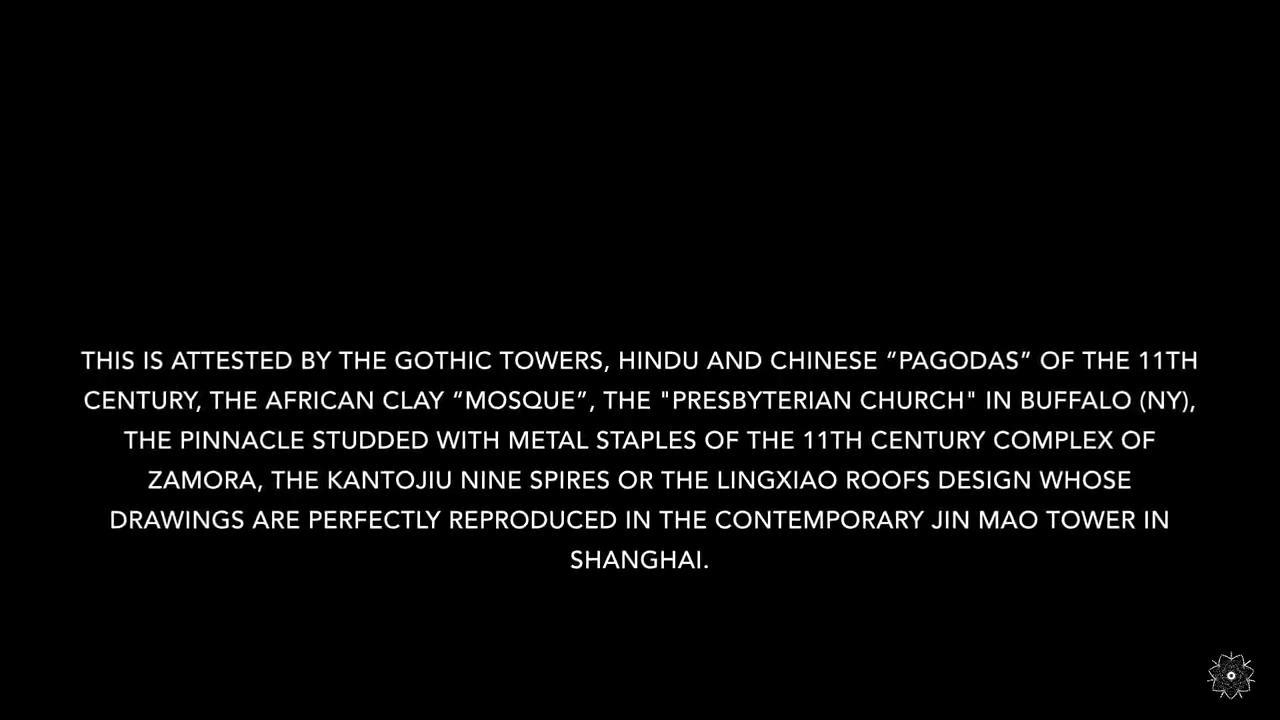 THIS IS ATTESTED BY THE GOTHIC TOWERS, HINDU AND CHINESE “PAGODAS” OF THE 11TH
CENTURY, THE AFRICAN CLAY “MOSQUE”, THE "PRESBYTERIAN CHURCH" IN BUFFALO (NY),
THE PINNACLE STUDDED WITH METAL STAPLES OF THE 11TH CENTURY COMPLEX OF
ZAMORA, THE KANTOJIU NINE SPIRES OR THE LINGXIAO ROOFS DESIGN WHOSE
DRAWINGS ARE PERFECTLY REPRODUCED IN THE CONTEMPORARY JIN MAO TOWER IN
SHANGHAI.